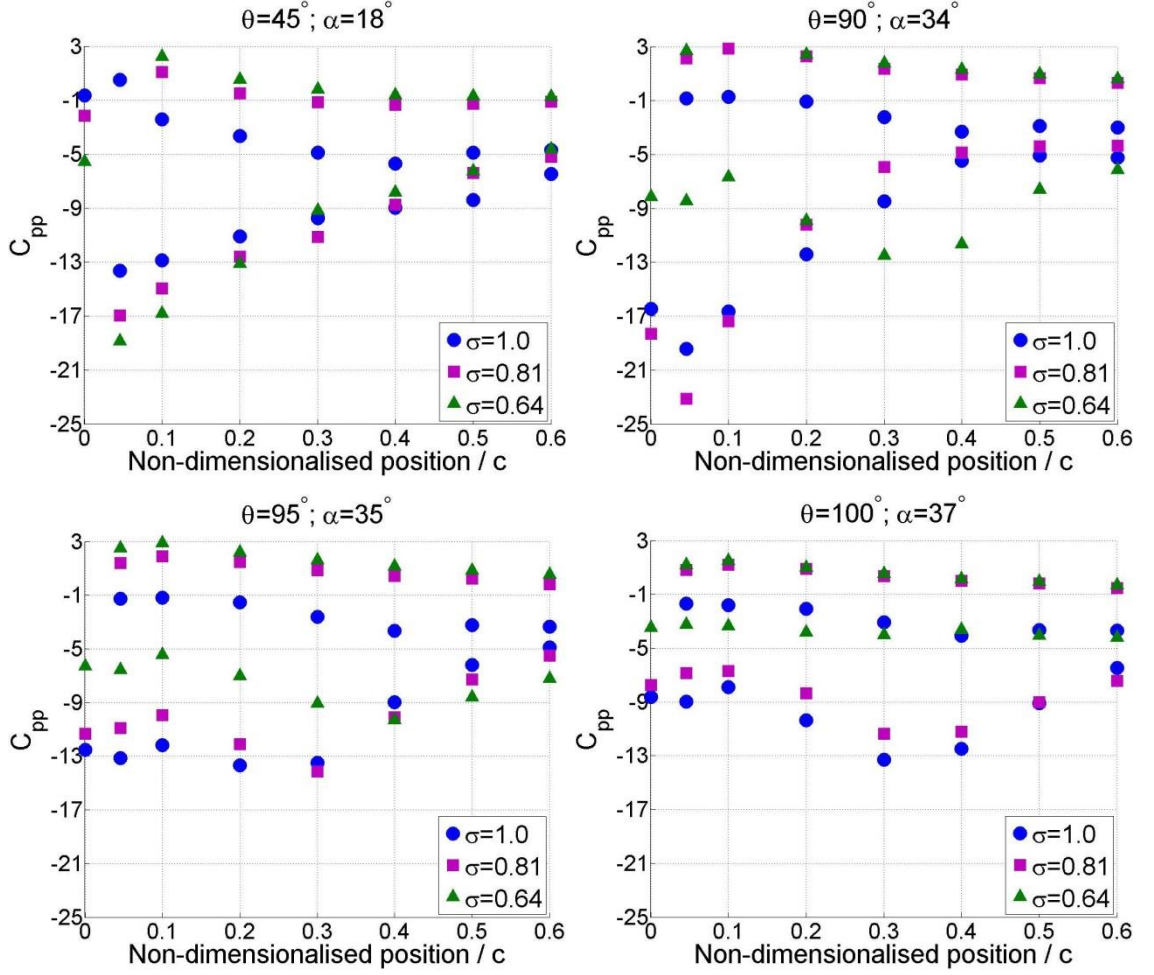 θ=45°; α=18°
3
-1
-5
-9
-13
-17
-21
-25
C_pp
0 0.1 0.2 0.3 0.4 0.5 0.6
Non-dimensionalised position / c
σ=1.0
σ=0.81
σ=0.64
θ=90°; α=34°
3
-1
-5
-9
-13
-17
-21
-25
C_pp
0 0.1 0.2 0.3 0.4 0.5 0.6
Non-dimensionalised position / c
σ=1.0
σ=0.81
σ=0.64
θ=95°; α=35°
3
-1
-5
-9
-13
-17
-21
-25
C_pp
0 0.1 0.2 0.3 0.4 0.5 0.6
Non-dimensionalised position / c
σ=1.0
σ=0.81
σ=0.64
θ=100°; α=37°
3
-1
-5
-9
-13
-17
-21
-25
C_pp
0 0.1 0.2 0.3 0.4 0.5 0.6
Non-dimensionalised position / c
σ=1.0
σ=0.81
σ=0.64